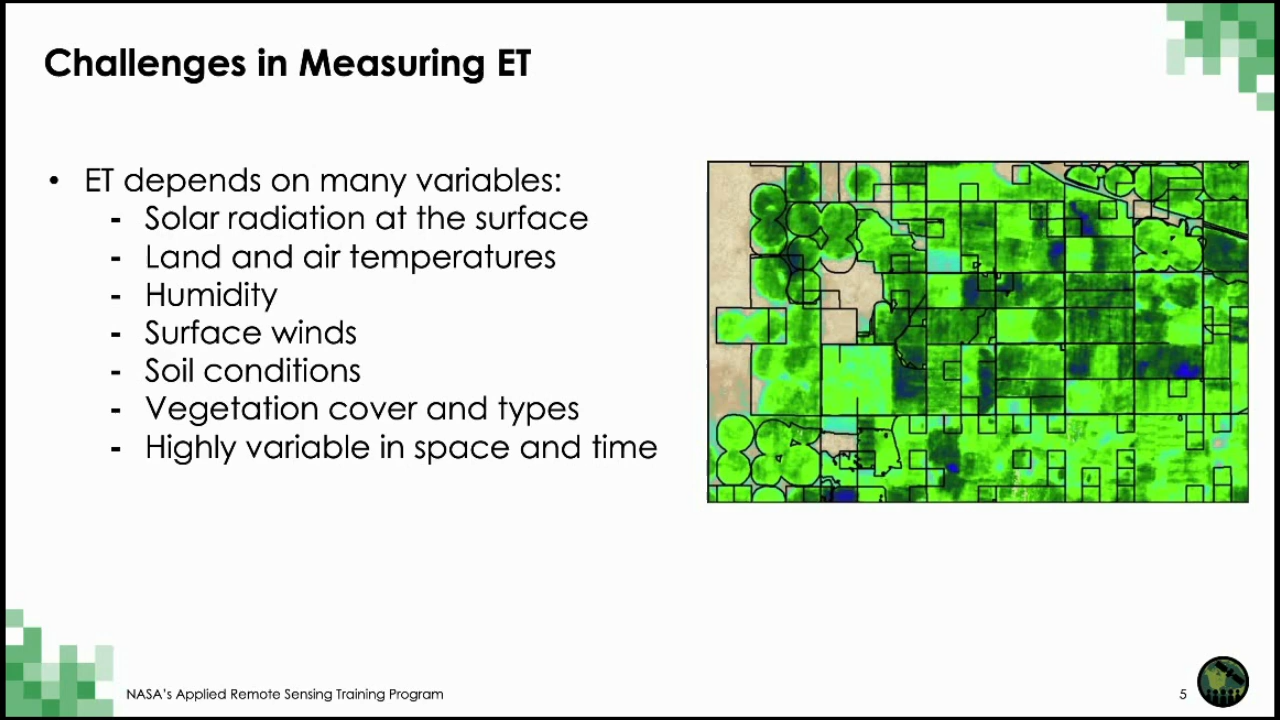 Challenges in Measuring ET
• ET depends on many variables:
- Solar radiation at the surface
- Land and air temperatures
- Humidity
- Surface winds
- Soil conditions
- Vegetation cover and types
- Highly variable in space and time
NASA's Applied Remote Sensing Training Program
5